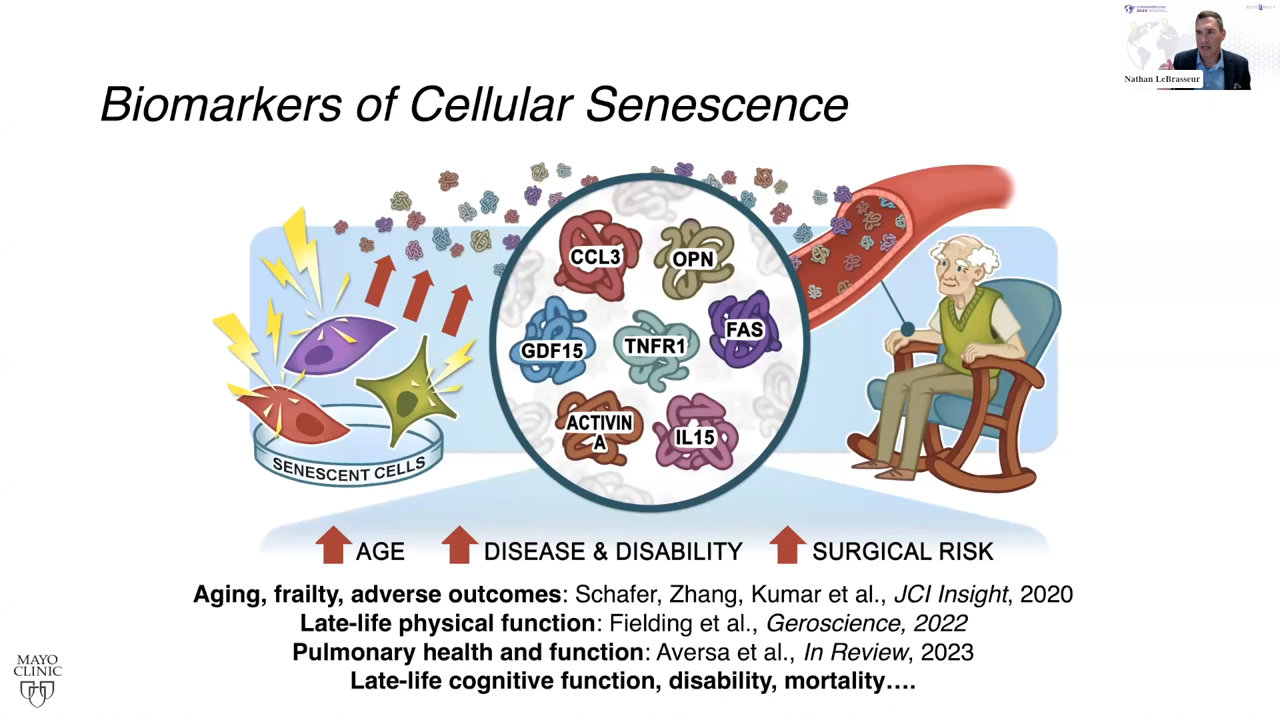 Nathan LeBrasseur
Biomarkers of Cellular Senescence
CCL3
OPN
GDF15
TNFR1
FAS
ACTIVIN
A
IL15
SENESCENT CELLS
AGE
DISEASE & DISABILITY
SURGICAL RISK
Aging, frailty, adverse outcomes: Schafer, Zhang, Kumar et al., JCI Insight, 2020
Late-life physical function: Fielding et al., Geroscience, 2022
Pulmonary health and function: Aversa et al., In Review, 2023
Late-life cognitive function, disability, mortality....
MAYO
CLINIC